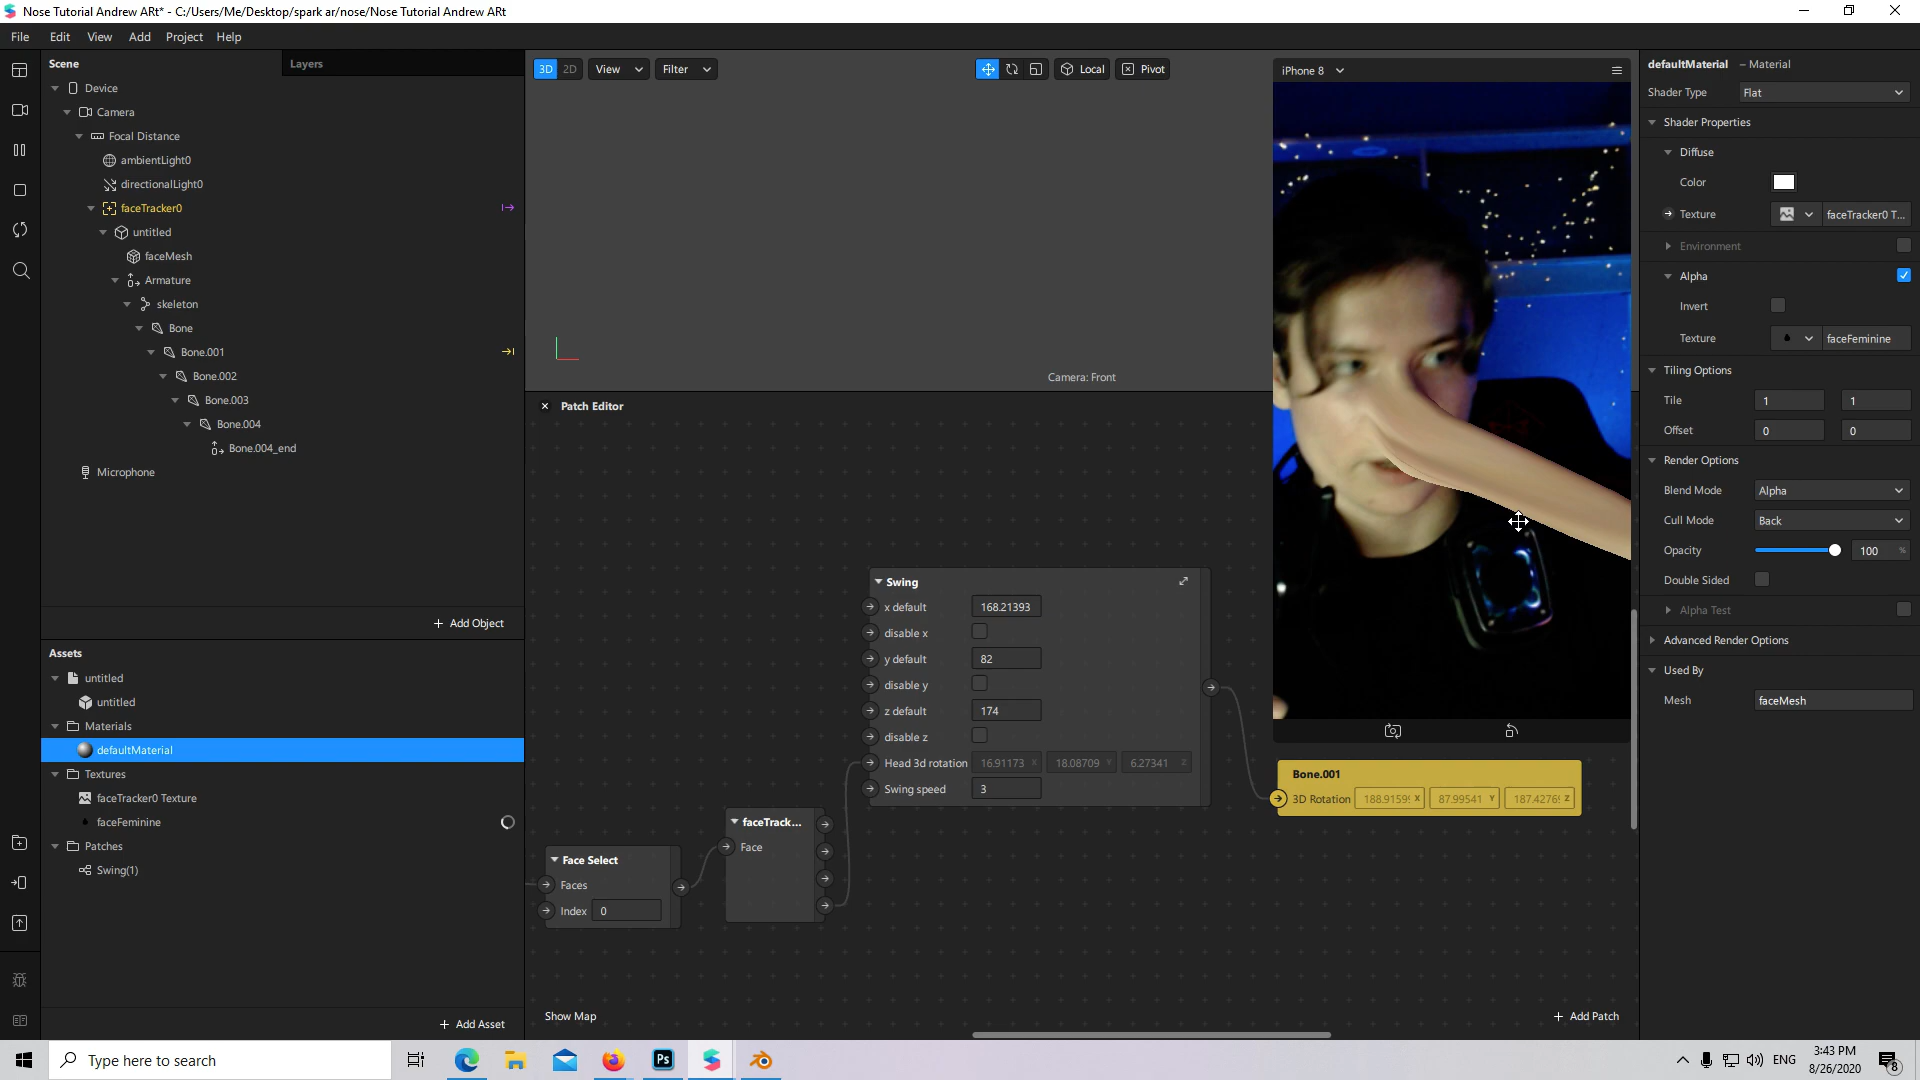 Nose Tutorial Andrew ARt* - C:/Users/Me/Desktop/spark ar/nose/Nose Tutorial Andrew ARt
File Edit View Add Project Help
Scene
Layers
Device
Camera
Focal Distance
ambientLight0
directionalLight0
faceTracker0
untitled
faceMesh
Armature
skeleton
Bone
Bone.001
Bone.002
Bone.003
Bone.004
Bone.004_end
Microphone
+ Add Object
Assets
untitled
untitled
Materials
defaultMaterial
Textures
faceTracker0 Texture
faceFeminine
Patches
Swing(1)
+ Add Asset
3D 2D View Filter Local Pivot
Camera: Front
iPhone 8
× Patch Editor
Swing
x default 168.21393
disable x
y default 82
disable y
z default 174
disable z
Head 3d rotation 16.91173 X 18.08709 Y 6.27341 Z
Swing speed 3
faceTrack...
Face
Face Select
Faces
Index 0
Bone.001
3D Rotation 188.9159 X 87.99541 Y 187.4276 Z
Show Map
+ Add Patch
defaultMaterial – Material
Shader Type Flat
Shader Properties
Diffuse
Color
Texture faceTracker0 T...
Environment
Alpha
Invert
Texture faceFeminine
Tiling Options
Tile 1 1
Offset 0 0
Render Options
Blend Mode Alpha
Cull Mode Back
Opacity 100 %
Double Sided
Alpha Test
Advanced Render Options
Used By
Mesh faceMesh
Type here to search
Ps
ENG
3:43 PM
8/26/2020
8